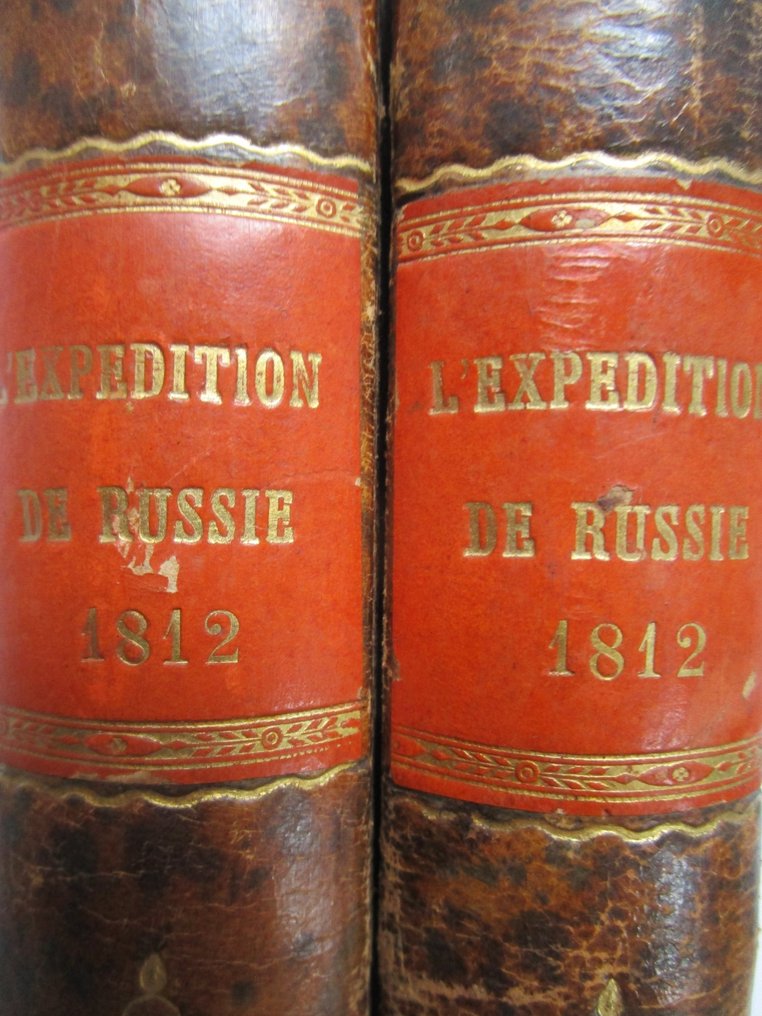 L'EXPEDITION
DE RUSSIE
1812
L'EXPEDITION
DE RUSSIE
1812